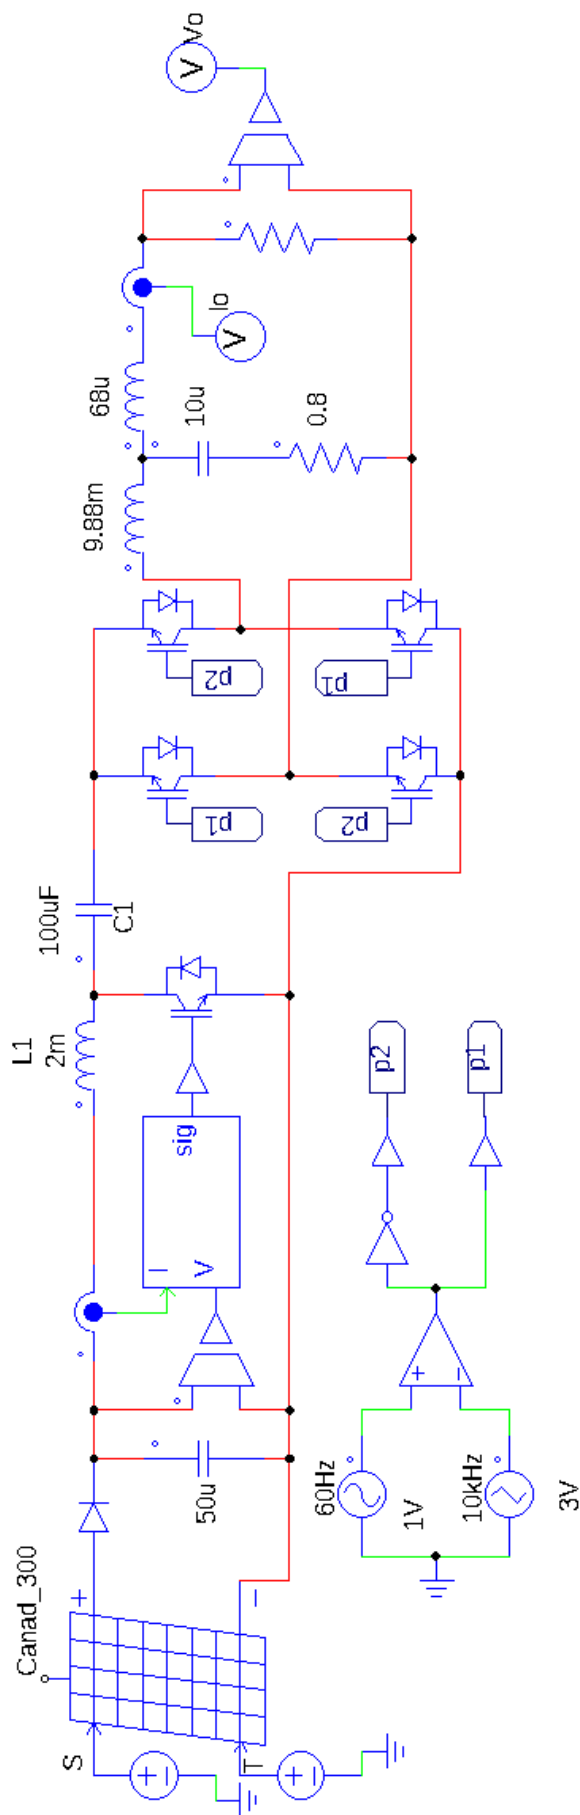 Canad_300
S
+
T
−
50u
I
V
sig
L1
2m
100uF
C1
p1
p2
p2
p1
9.88m
68u
10u
0.8
V
Io
V
Vo
60Hz
1V
10kHz
3V
+
−
p2
p1